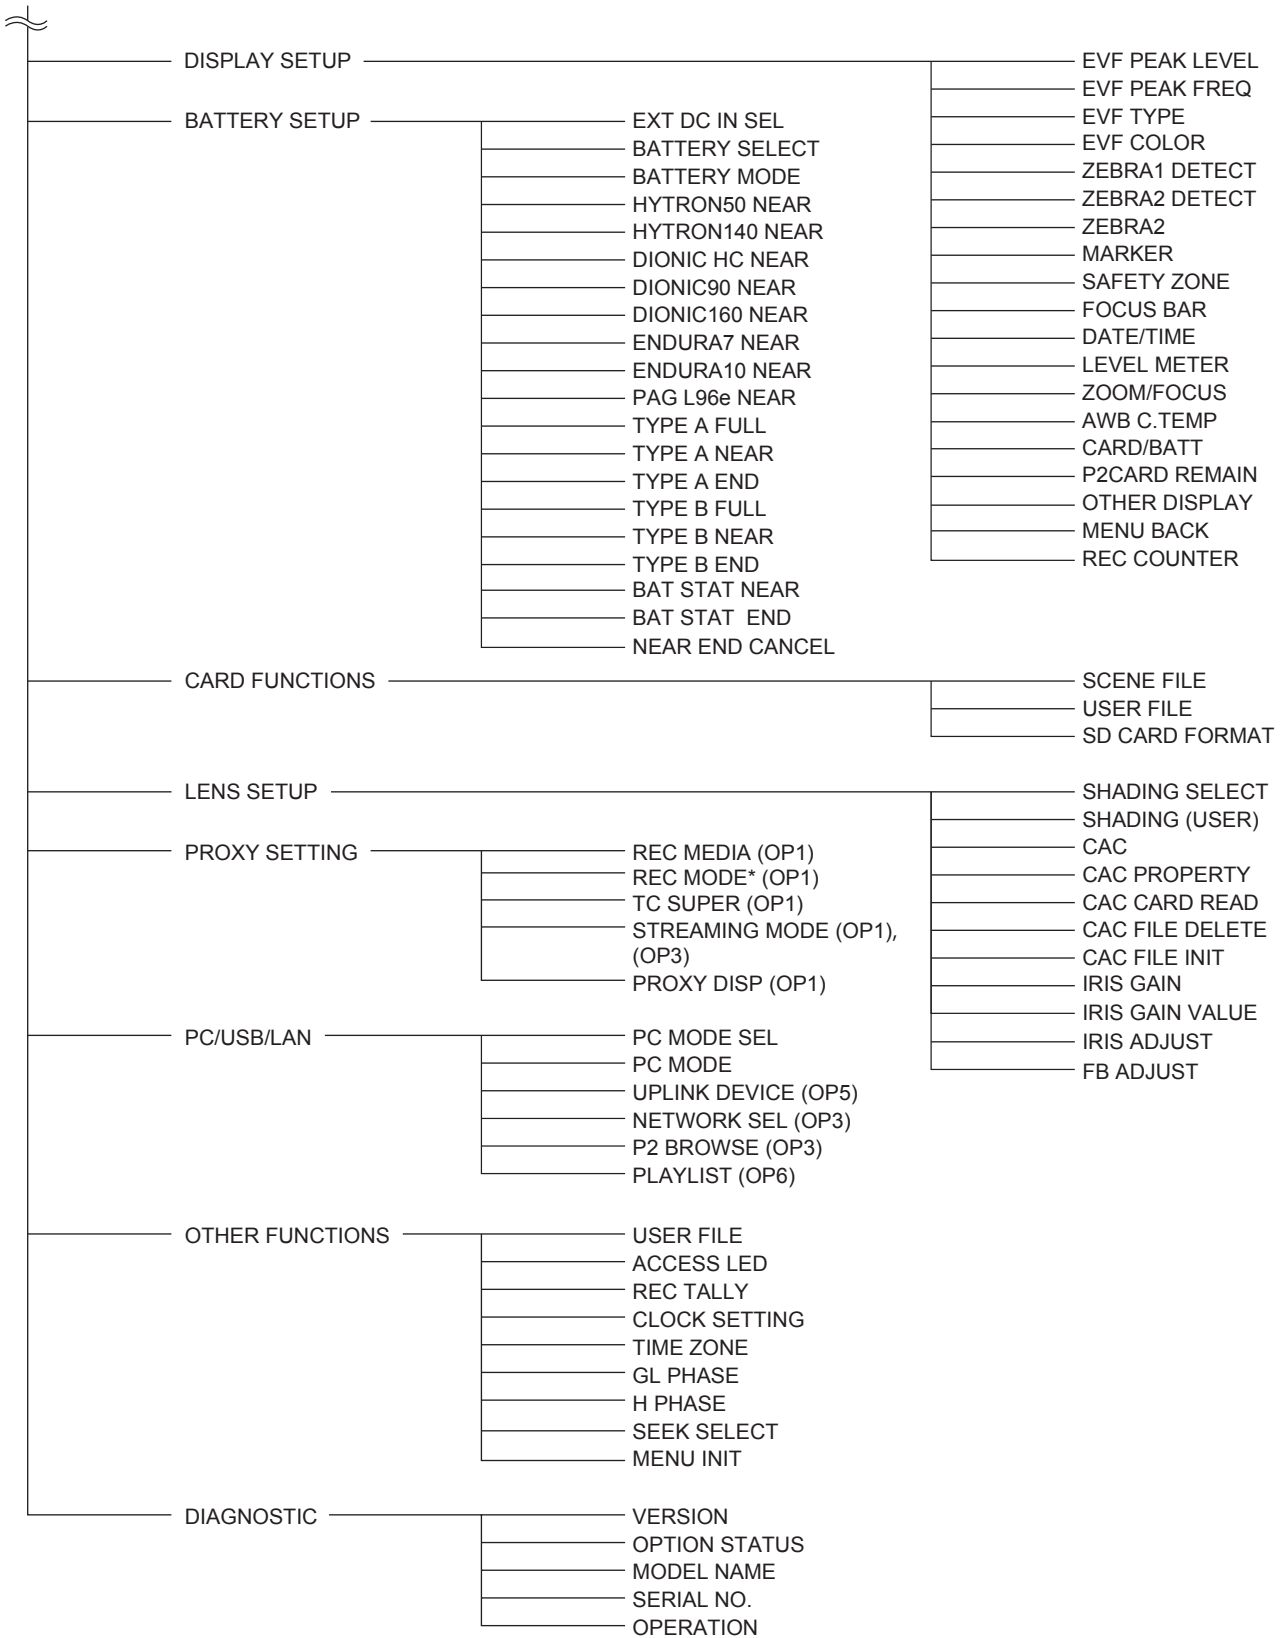 DISPLAY SETUP
EVF PEAK LEVEL
EVF PEAK FREQ
EVF TYPE
EVF COLOR
ZEBRA1 DETECT
ZEBRA2 DETECT
ZEBRA2
MARKER
SAFETY ZONE
FOCUS BAR
DATE/TIME
LEVEL METER
ZOOM/FOCUS
AWB C.TEMP
CARD/BATT
P2CARD REMAIN
OTHER DISPLAY
MENU BACK
REC COUNTER
BATTERY SETUP
EXT DC IN SEL
BATTERY SELECT
BATTERY MODE
HYTRON50 NEAR
HYTRON140 NEAR
DIONIC HC NEAR
DIONIC90 NEAR
DIONIC160 NEAR
ENDURA7 NEAR
ENDURA10 NEAR
PAG L96e NEAR
TYPE A FULL
TYPE A NEAR
TYPE A END
TYPE B FULL
TYPE B NEAR
TYPE B END
BAT STAT NEAR
BAT STAT  END
NEAR END CANCEL
CARD FUNCTIONS
SCENE FILE
USER FILE
SD CARD FORMAT
LENS SETUP
SHADING SELECT
SHADING (USER)
CAC
CAC PROPERTY
CAC CARD READ
CAC FILE DELETE
CAC FILE INIT
IRIS GAIN
IRIS GAIN VALUE
IRIS ADJUST
FB ADJUST
PROXY SETTING
REC MEDIA (OP1)
REC MODE* (OP1)
TC SUPER (OP1)
STREAMING MODE (OP1),
(OP3)
PROXY DISP (OP1)
PC/USB/LAN
PC MODE SEL
PC MODE
UPLINK DEVICE (OP5)
NETWORK SEL (OP3)
P2 BROWSE (OP3)
PLAYLIST (OP6)
OTHER FUNCTIONS
USER FILE
ACCESS LED
REC TALLY
CLOCK SETTING
TIME ZONE
GL PHASE
H PHASE
SEEK SELECT
MENU INIT
DIAGNOSTIC
VERSION
OPTION STATUS
MODEL NAME
SERIAL NO.
OPERATION